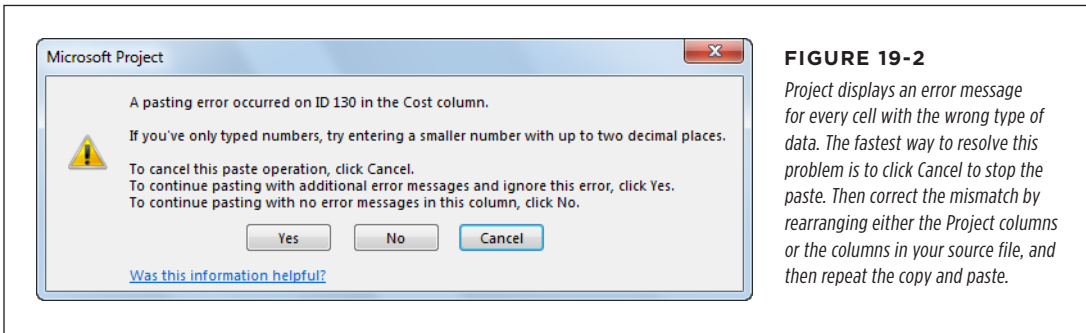 Microsoft Project
A pasting error occurred on ID 130 in the Cost column.
If you've only typed numbers, try entering a smaller number with up to two decimal places.
To cancel this paste operation, click Cancel.
To continue pasting with additional error messages and ignore this error, click Yes.
To continue pasting with no error messages in this column, click No.
Yes
No
Cancel
Was this information helpful?
FIGURE 19-2
Project displays an error message
for every cell with the wrong type of
data. The fastest way to resolve this
problem is to click Cancel to stop the
paste. Then correct the mismatch by
rearranging either the Project columns
or the columns in your source file, and
then repeat the copy and paste.